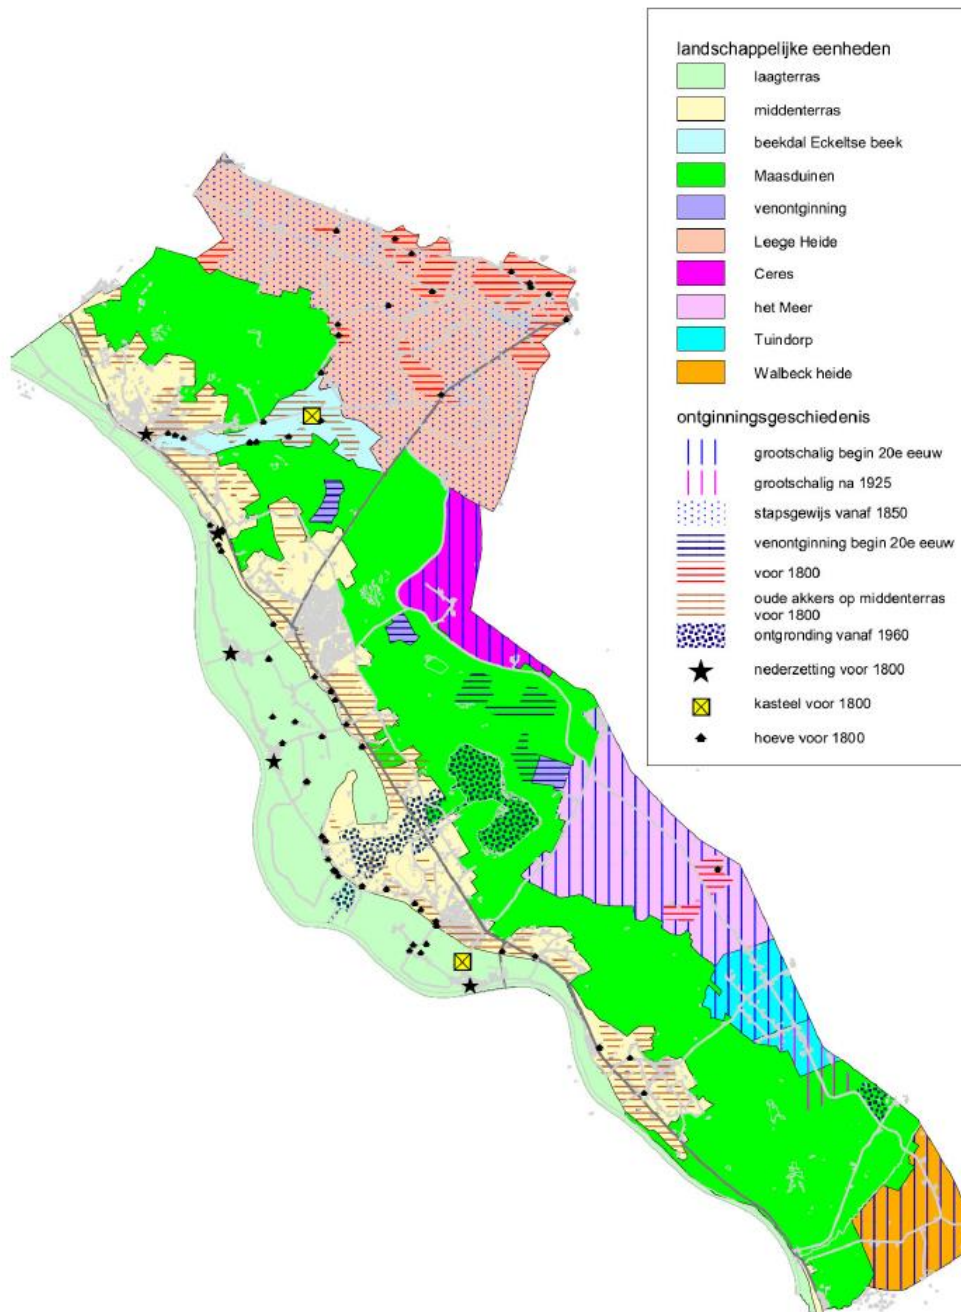 landschappelijke eenheden
laagterras
middenterras
beekdal Eckeltse beek
Maasduinen
venontginning
Leege Heide
Ceres
het Meer
Tuindorp
Walbeck heide
ontginningsgeschiedenis
grootschalig begin 20e eeuw
grootschalig na 1925
stapsgewijs vanaf 1850
venontginning begin 20e eeuw
voor 1800
oude akkers op middenterras
voor 1800
ontgronding vanaf 1960
nederzetting voor 1800
kasteel voor 1800
hoeve voor 1800